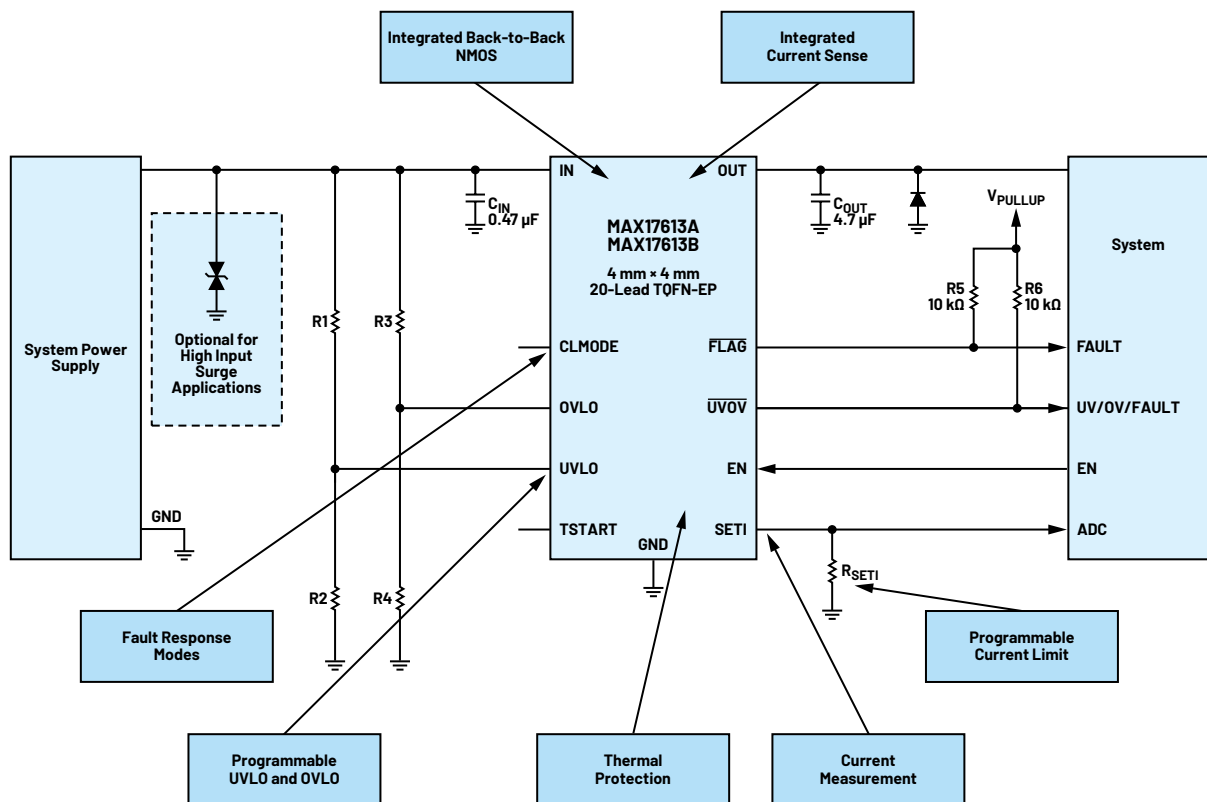 Integrated Back-to-Back
NMOS
Integrated
Current Sense
System Power
Supply
GND
Optional for
High Input
Surge
Applications
R1
R3
R2
R4
C_IN
0.47 µF
IN
OUT
MAX17613A
MAX17613B
4 mm × 4 mm
20-Lead TQFN-EP
CLMODE
OVLO
UVLO
TSTART
FLAG
UVOV
EN
SETI
GND
C_OUT
4.7 µF
V_PULLUP
R5
10 kΩ
R6
10 kΩ
R_SETI
System
FAULT
UV/OV/FAULT
EN
ADC
Fault Response
Modes
Programmable
Current Limit
Programmable
UVLO and OVLO
Thermal
Protection
Current
Measurement